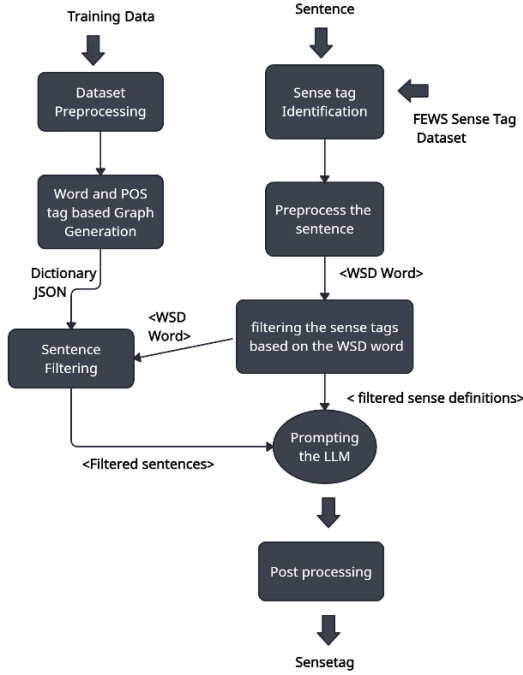 Training Data
Sentence
Dataset
Preprocessing
Sense tag
Identification
FEWS Sense Tag
Dataset
Word and POS
tag based Graph
Generation
Preprocess the
sentence
Dictionary
JSON
<WSD Word>
<WSD
Word>
filtering the sense tags
based on the WSD word
Sentence
Filtering
< filtered sense definitions>
Prompting
the LLM
<Filtered sentences>
Post processing
Sensetag